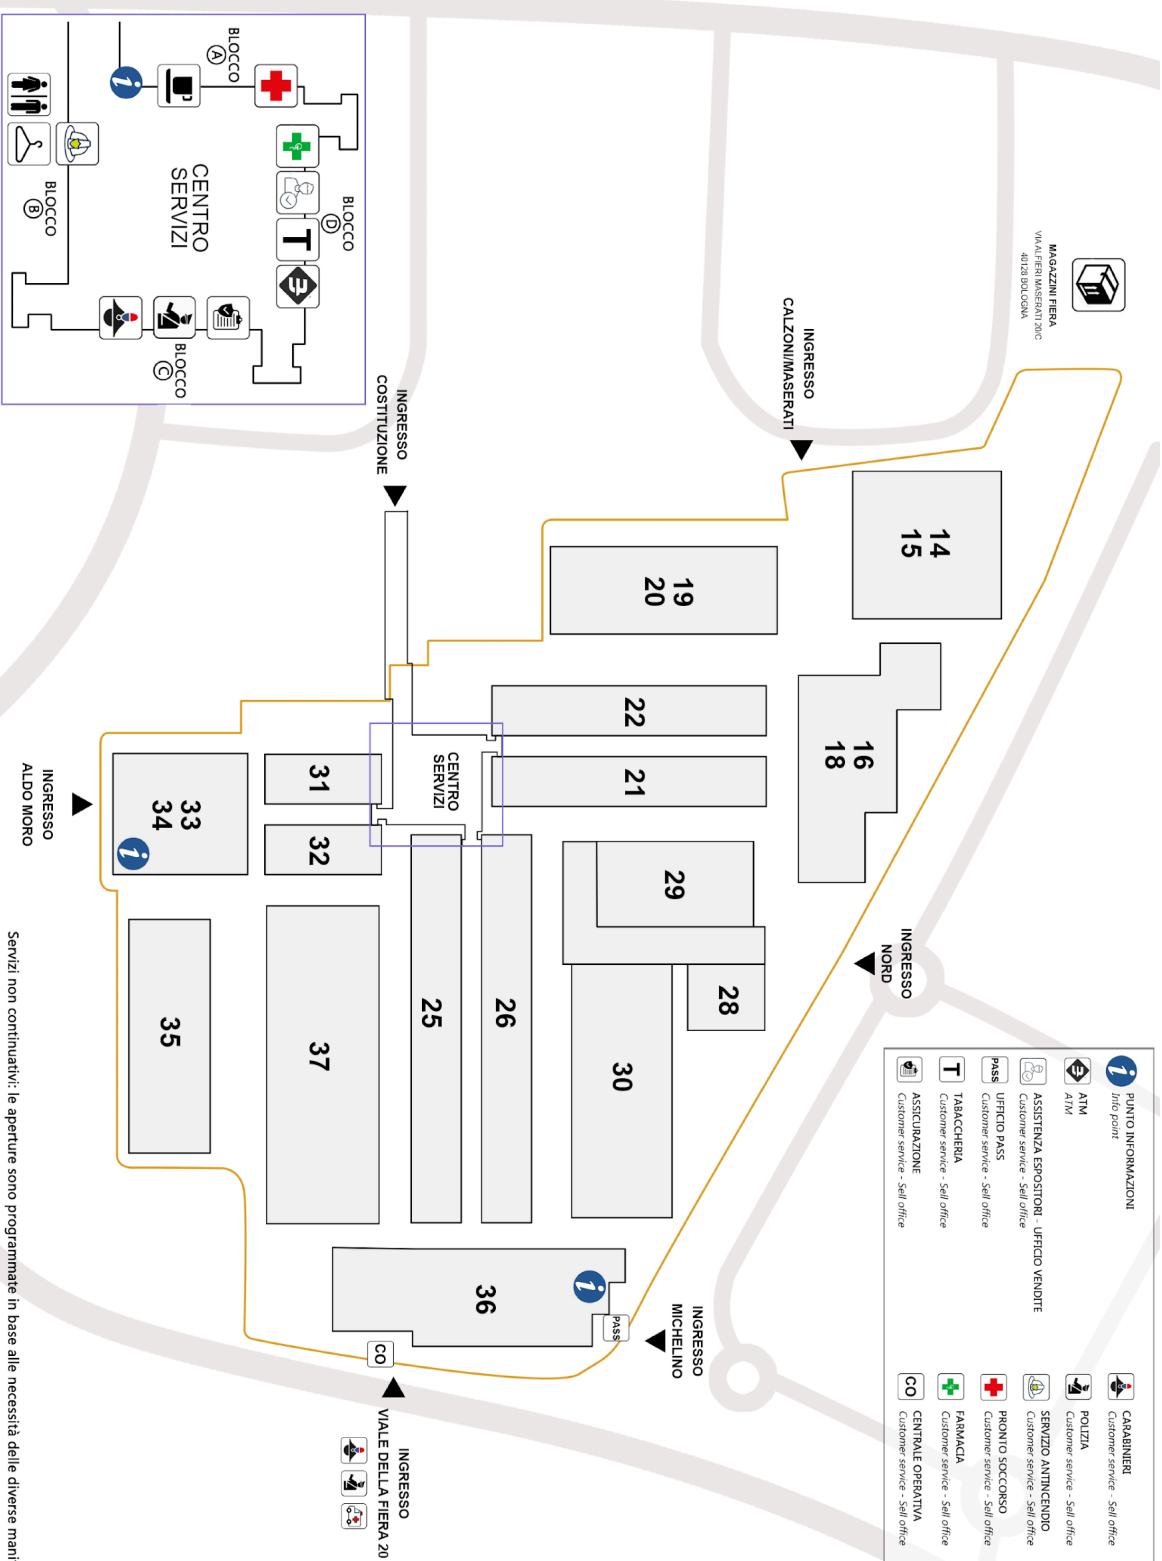 BLOCCO
A
CENTRO
SERVIZI
BLOCCO
D
BLOCCO
B
BLOCCO
C
T
i
MAGAZZINI FIERA
VIA ALFIERI MASERATI 20/C
40128 BOLOGNA
INGRESSO
CALZONI/MASERATI
INGRESSO
COSTITUZIONE
14
15
19
20
22
21
16
18
CENTRO
SERVIZI
31
32
33
34
i
INGRESSO
ALDO MORO
29
28
30
26
25
37
35
36
i
PASS
CO
INGRESSO
NORD
INGRESSO
MICHELINO
INGRESSO
VIALE DELLA FIERA 20
i
PUNTO INFORMAZIONI
Info point
ATM
ATM
ASSISTENZA ESPOSITORI - UFFICIO VENDITE
Customer service - Sell office
PASS
UFFICIO PASS
Customer service - Sell office
T
TABACCHERIA
Customer service - Sell office
ASSICURAZIONE
Customer service - Sell office
CARABINIERI
Customer service - Sell office
POLIZIA
Customer service - Sell office
SERVIZIO ANTINCENDIO
Customer service - Sell office
PRONTO SOCCORSO
Customer service - Sell office
FARMACIA
Customer service - Sell office
CO
CENTRALE OPERATIVA
Customer service - Sell office
Servizi non continuativi: le aperture sono programmate in base alle necessità delle diverse mani